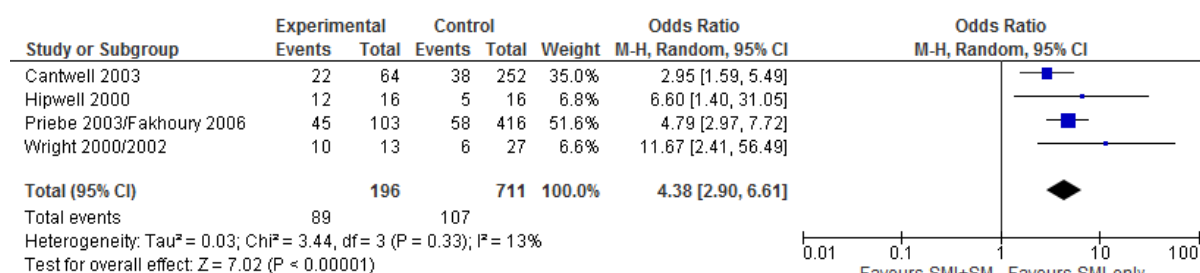 Experimental Control Odds Ratio Odds Ratio
Study or Subgroup Events Total Events Total Weight M-H, Random, 95% CI M-H, Random, 95% CI
Cantwell 2003 22 64 38 252 35.0% 2.95 [1.59, 5.49]
Hipwell 2000 12 16 5 16 6.8% 6.60 [1.40, 31.05]
Priebe 2003/Fakhoury 2006 45 103 58 416 51.6% 4.79 [2.97, 7.72]
Wright 2000/2002 10 13 6 27 6.6% 11.67 [2.41, 56.49]
Total (95% CI) 196 711 100.0% 4.38 [2.90, 6.61]
Total events 89 107
Heterogeneity: Tau² = 0.03; Chi² = 3.44, df = 3 (P = 0.33); I² = 13%
Test for overall effect: Z = 7.02 (P < 0.00001)
0.01 0.1 1 10 100
Favours SMI+SM Favours SMI only